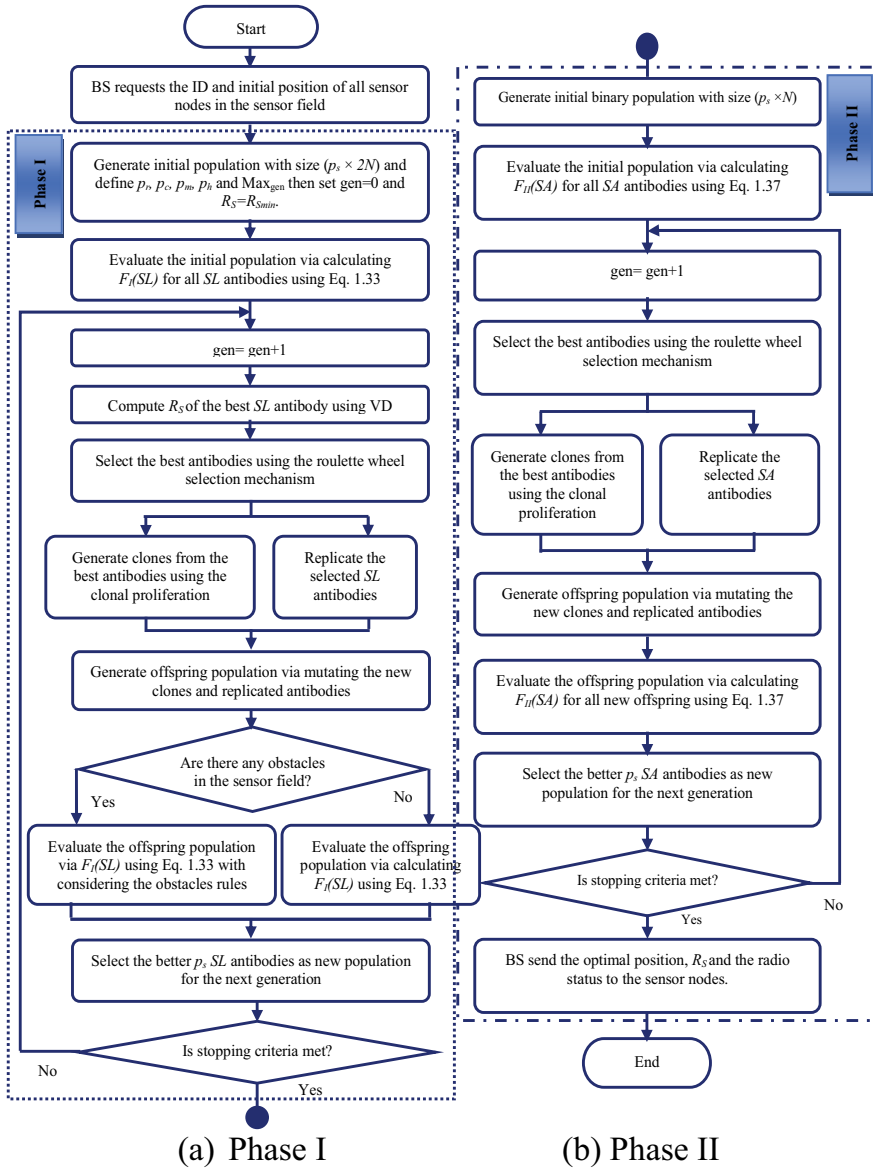 Start
BS requests the ID and initial position of all sensor
nodes in the sensor field
Phase I
Generate initial population with size (pₛ × 2N) and
define pᵣ, p_c, pₘ, pₕ and Max_gen then set gen=0 and
R_S=R_Smin.
Evaluate the initial population via calculating
F_I(SL) for all SL antibodies using Eq. 1.33
gen= gen+1
Compute R_S of the best SL antibody using VD
Select the best antibodies using the roulette wheel
selection mechanism
Generate clones from the
best antibodies using the
clonal proliferation
Replicate the
selected SL
antibodies
Generate offspring population via mutating the new
clones and replicated antibodies
Are there any obstacles
in the sensor field?
Yes
No
Evaluate the offspring population
via F_I(SL) using Eq. 1.33 with
considering the obstacles rules
Evaluate the offspring
population via calculating
F_I(SL) using Eq. 1.33
Select the better pₛ SL antibodies as new population
for the next generation
Is stopping criteria met?
No
Yes
(a) Phase I
Phase II
Generate initial binary population with size (pₛ ×N)
Evaluate the initial population via calculating
F_II(SA) for all SA antibodies using Eq. 1.37
gen= gen+1
Select the best antibodies using the roulette wheel
selection mechanism
Generate clones from
the best antibodies
using the clonal
proliferation
Replicate the
selected SA
antibodies
Generate offspring population via mutating the
new clones and replicated antibodies
Evaluate the offspring population via calculating
F_II(SA) for all new offspring using Eq. 1.37
Select the better pₛ SA antibodies as new
population for the next generation
Is stopping criteria met?
No
Yes
BS send the optimal position, R_S and the radio
status to the sensor nodes.
End
(b) Phase II